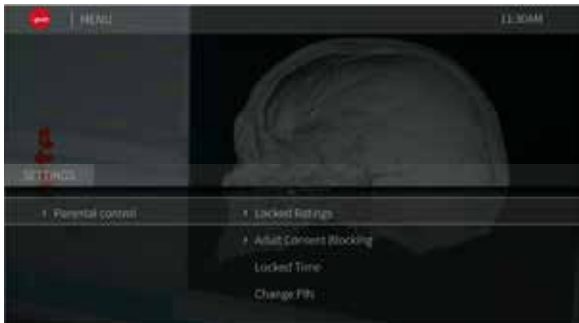 | MENU
11:30AM
SETTINGS
Parental control
Locked Ratings
Adult Content Blocking
Locked Time
Change PIN